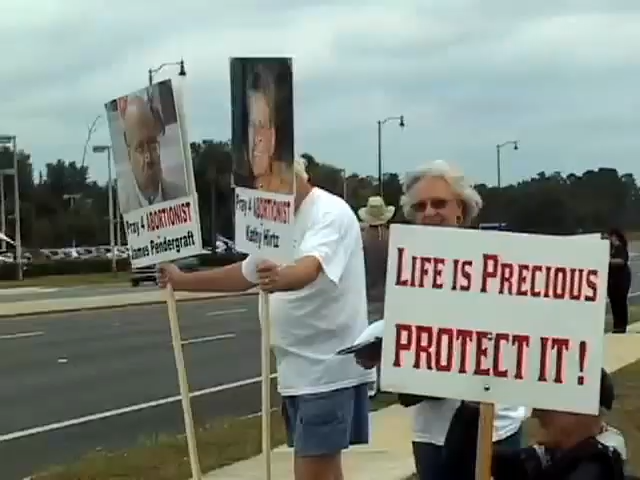 Pray 4 ABORTIONIST
James Pendergraft
Pray 4 ABORTIONIST
Kathy Hirtz
LIFE IS PRECIOUS
PROTECT IT!